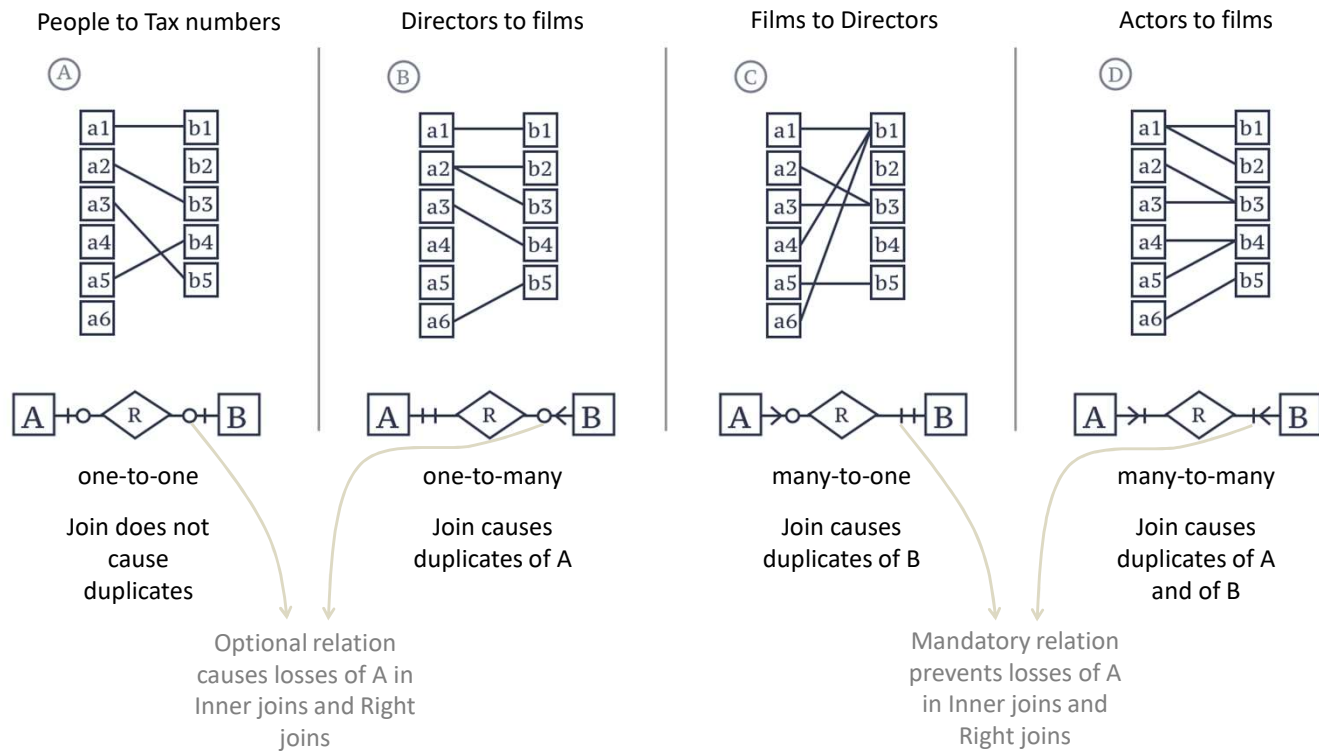 People to Tax numbers
A
a1
b1
a2
b2
a3
b3
a4
b4
a5
b5
a6
A
R
B
one-to-one
Join does not
cause
duplicates
Directors to films
B
a1
b1
a2
b2
a3
b3
a4
b4
a5
b5
a6
A
R
B
one-to-many
Join causes
duplicates of A
Optional relation
causes losses of A in
Inner joins and Right
joins
Films to Directors
C
a1
b1
a2
b2
a3
b3
a4
b4
a5
b5
a6
A
R
B
many-to-one
Join causes
duplicates of B
Actors to films
D
a1
b1
a2
b2
a3
b3
a4
b4
a5
b5
a6
A
R
B
many-to-many
Join causes
duplicates of A
and of B
Mandatory relation
prevents losses of A
in Inner joins and
Right joins